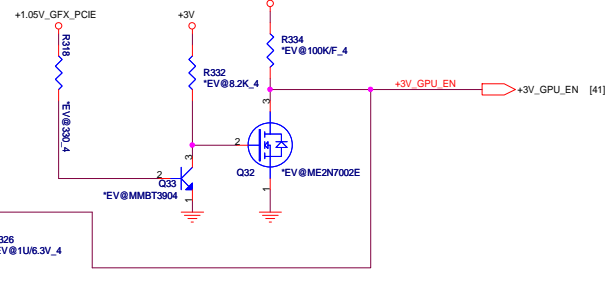 +1.05V_GFX_PCIE
+3V
R318
*EV@330_4
R332
*EV@8.2K_4
R334
*EV@100K/F_4
3
+3V_GPU_EN
+3V_GPU_EN [41]
2
3
2
Q33
*EV@MMBT3904
1
Q32
*EV@ME2N7002E
1
326
EV@1U/6.3V_4